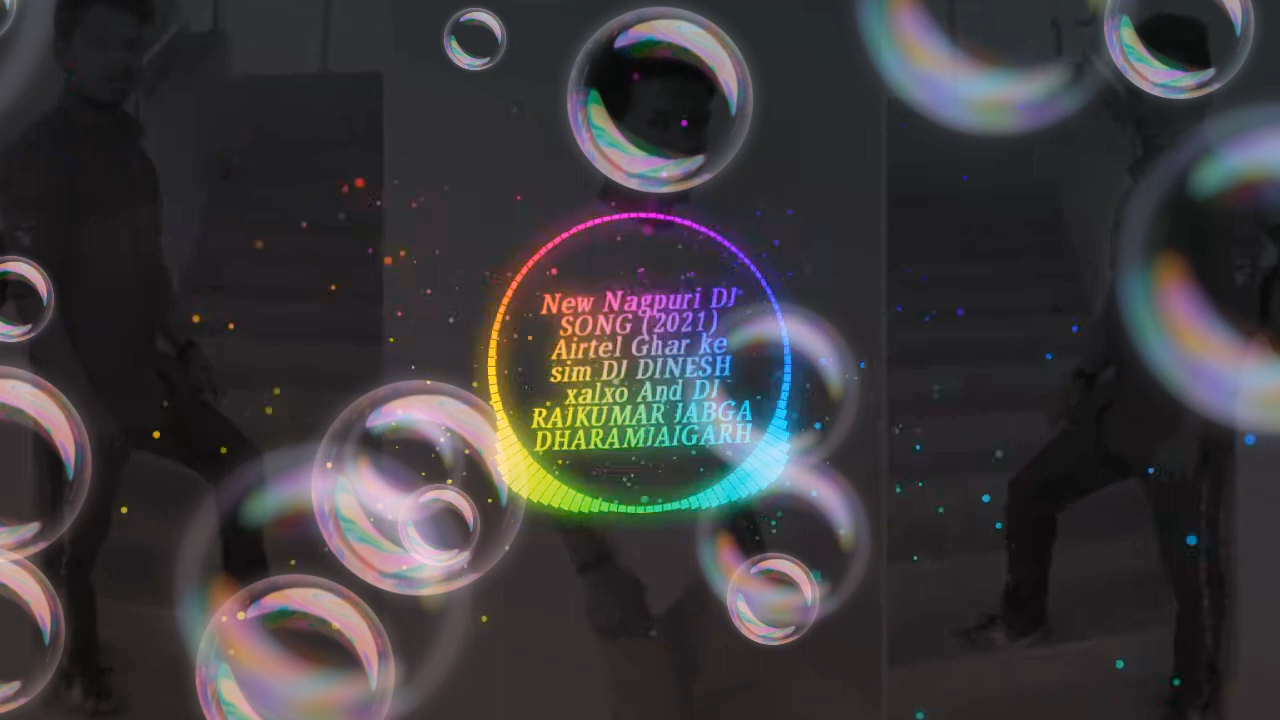 New Nagpuri DJ
SONG (2021)
Airtel Ghar ke
sim DJ DINESH
xalxo And DJ
RAJKUMAR JABGA
DHARAMJAIGARH